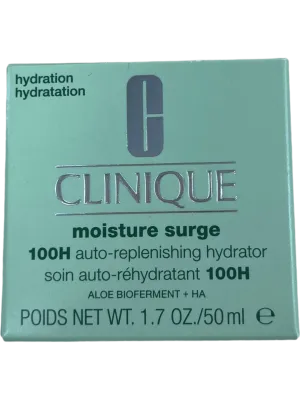 hydration
hydratation
C
CLINIQUE
moisture surge
100H auto-replenishing hydrator
soin auto-réhydratant 100H
ALOE BIOFERMENT + HA
POIDS NET WT. 1.7 OZ./50 ml ℮